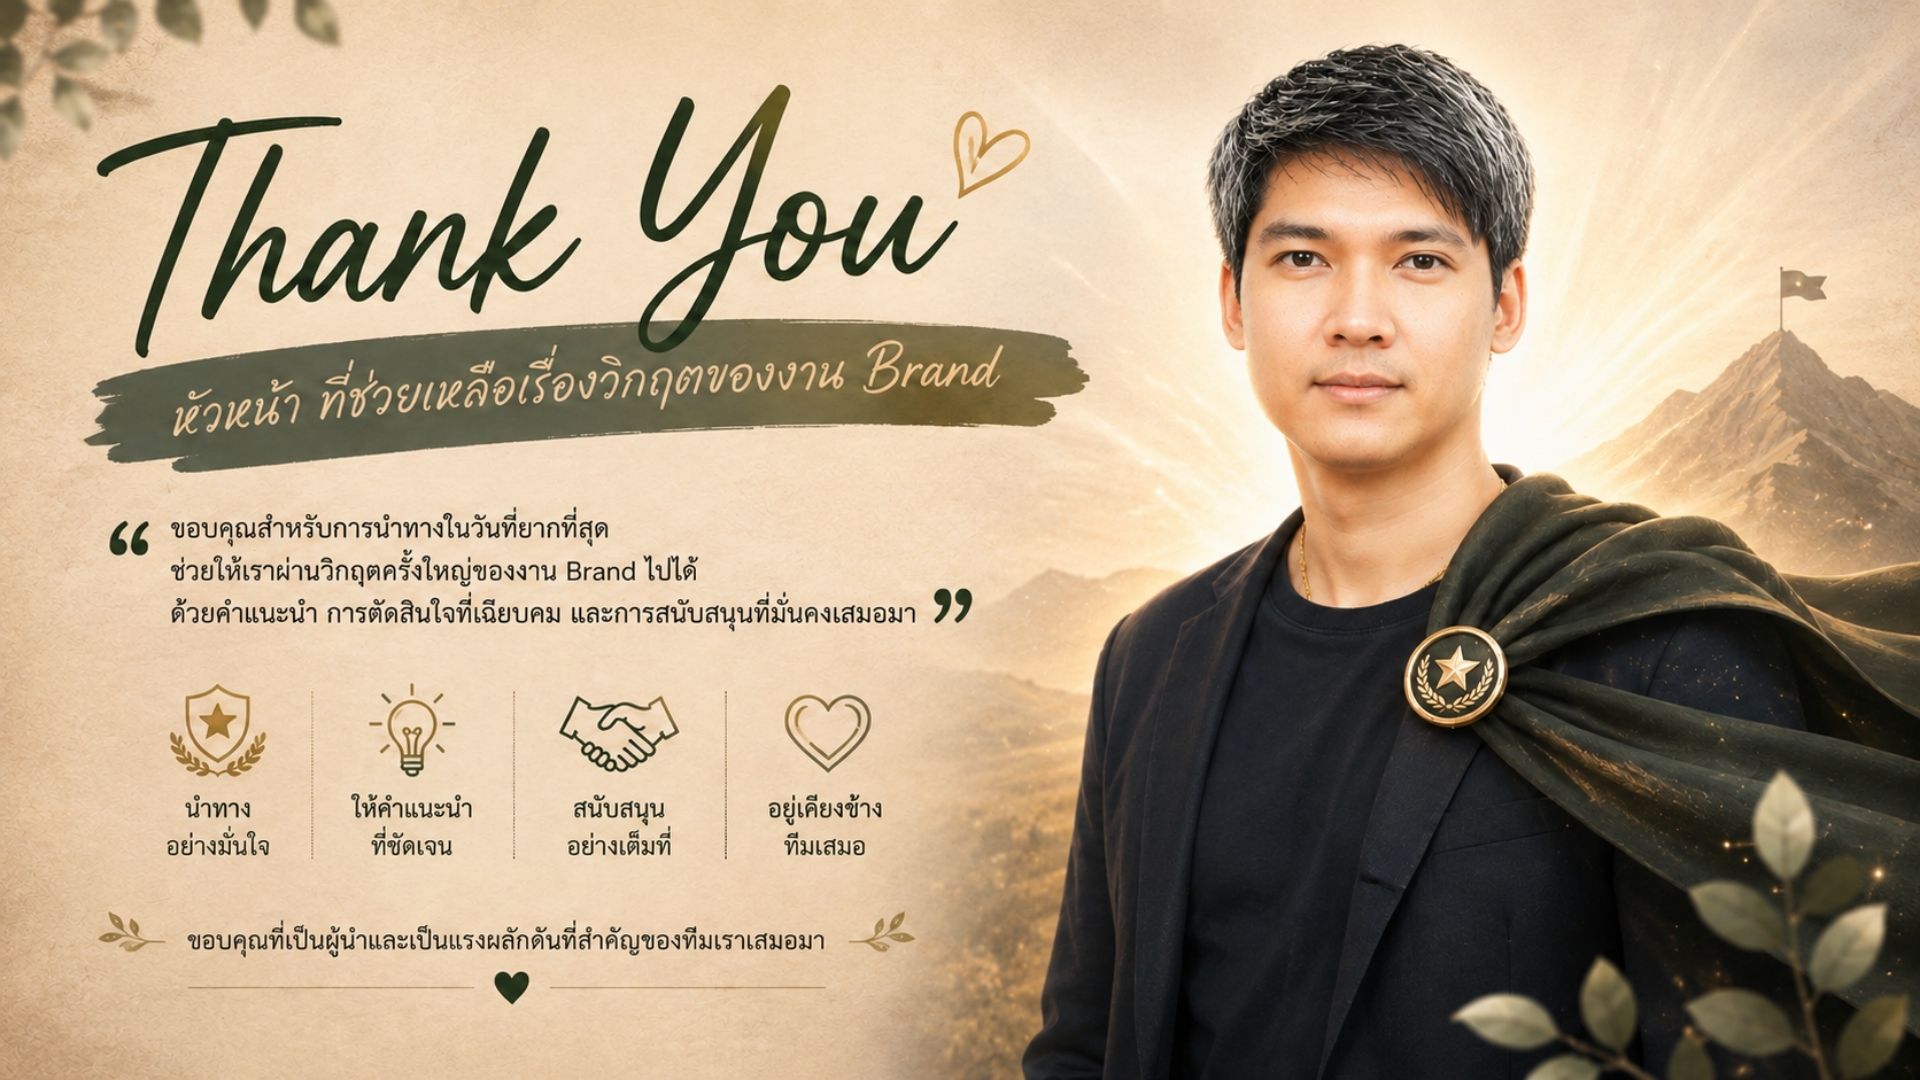 Thank You
หัวหน้า ที่ช่วยเหลือเรื่องวิกฤตของงาน Brand
“ ขอบคุณสำหรับการนำทางในวันที่ยากที่สุด
ช่วยให้เราผ่านวิกฤตครั้งใหญ่ของงาน Brand ไปได้
ด้วยคำแนะนำ การตัดสินใจที่เฉียบคม และการสนับสนุนที่มั่นคงเสมอมา ”
นำทาง
อย่างมั่นใจ
ให้คำแนะนำ
ที่ชัดเจน
สนับสนุน
อย่างเต็มที่
อยู่เคียงข้าง
ทีมเสมอ
ขอบคุณที่เป็นผู้นำและเป็นแรงผลักดันที่สำคัญของทีมเราเสมอมา